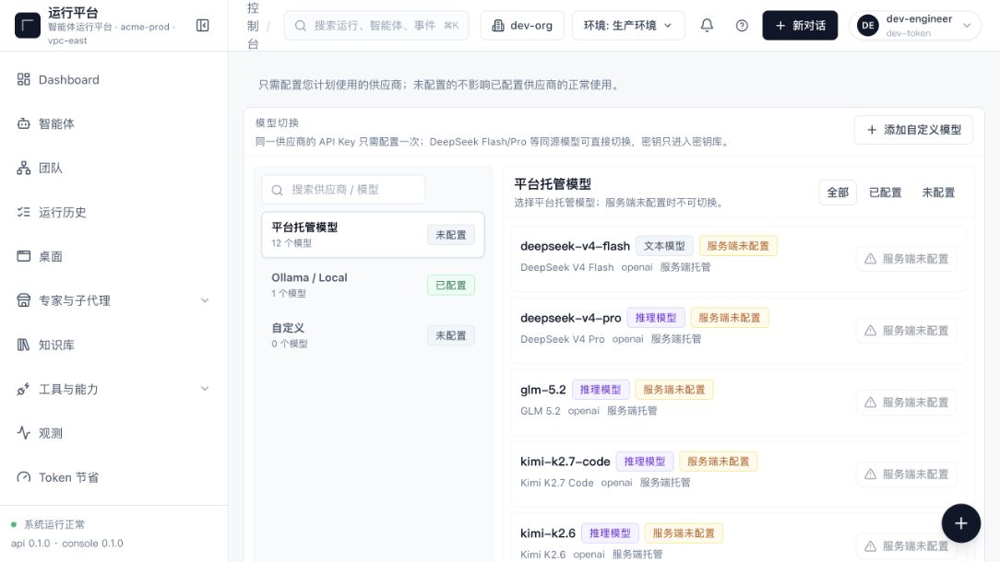 运行平台
智能体运行平台 · acme-prod ·
vpc-east
Dashboard
智能体
团队
运行历史
桌面
专家与子代理
知识库
工具与能力
观测
Token 节省
系统运行正常
api 0.1.0 · console 0.1.0
控制台 /
搜索运行、智能体、事件 ⌘K
dev-org
环境: 生产环境
+ 新对话
DE
dev-engineer
dev-token
只需配置您计划使用的供应商；未配置的不影响已配置供应商的正常使用。
模型切换
同一供应商的 API Key 只需配置一次；DeepSeek Flash/Pro 等同源模型可直接切换，密钥只进入密钥库。
+ 添加自定义模型
搜索供应商 / 模型
平台托管模型
12 个模型
未配置
Ollama / Local
1 个模型
已配置
自定义
0 个模型
未配置
平台托管模型
选择平台托管模型；服务端未配置时不可切换。
全部 已配置 未配置
deepseek-v4-flash 文本模型 服务端未配置
DeepSeek V4 Flash openai 服务端托管
服务端未配置
deepseek-v4-pro 推理模型 服务端未配置
DeepSeek V4 Pro openai 服务端托管
服务端未配置
glm-5.2 推理模型 服务端未配置
GLM 5.2 openai 服务端托管
服务端未配置
kimi-k2.7-code 推理模型 服务端未配置
Kimi K2.7 Code openai 服务端托管
服务端未配置
kimi-k2.6 推理模型 服务端未配置
Kimi K2.6 openai 服务端托管
服务端未配置